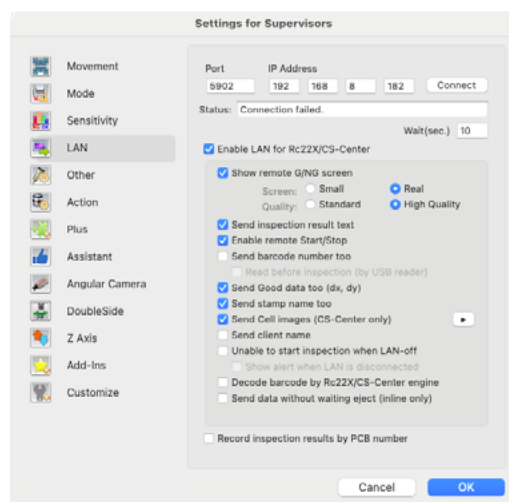 Settings for Supervisors
Movement
Mode
Sensitivity
LAN
Other
Action
Plus
Assistant
Angular Camera
DoubleSide
Z Axis
Add-Ins
Customize
Port IP Address
5902 192 168 8 182 Connect
Status: Connection failed.
Wait(sec.) 10
Enable LAN for Rc22X/CS-Center
Show remote G/NG screen
Screen: Small Real
Quality: Standard High Quality
Send inspection result text
Enable remote Start/Stop
Send barcode number too
Read before inspection (by USB reader)
Send Good data too (dx, dy)
Send stamp name too
Send Cell images (CS-Center only)
Send client name
Unable to start inspection when LAN-off
Show alert when LAN is disconnected
Decode barcode by Rc22X/CS-Center engine
Send data without waiting eject (inline only)
Record inspection results by PCB number
Cancel OK